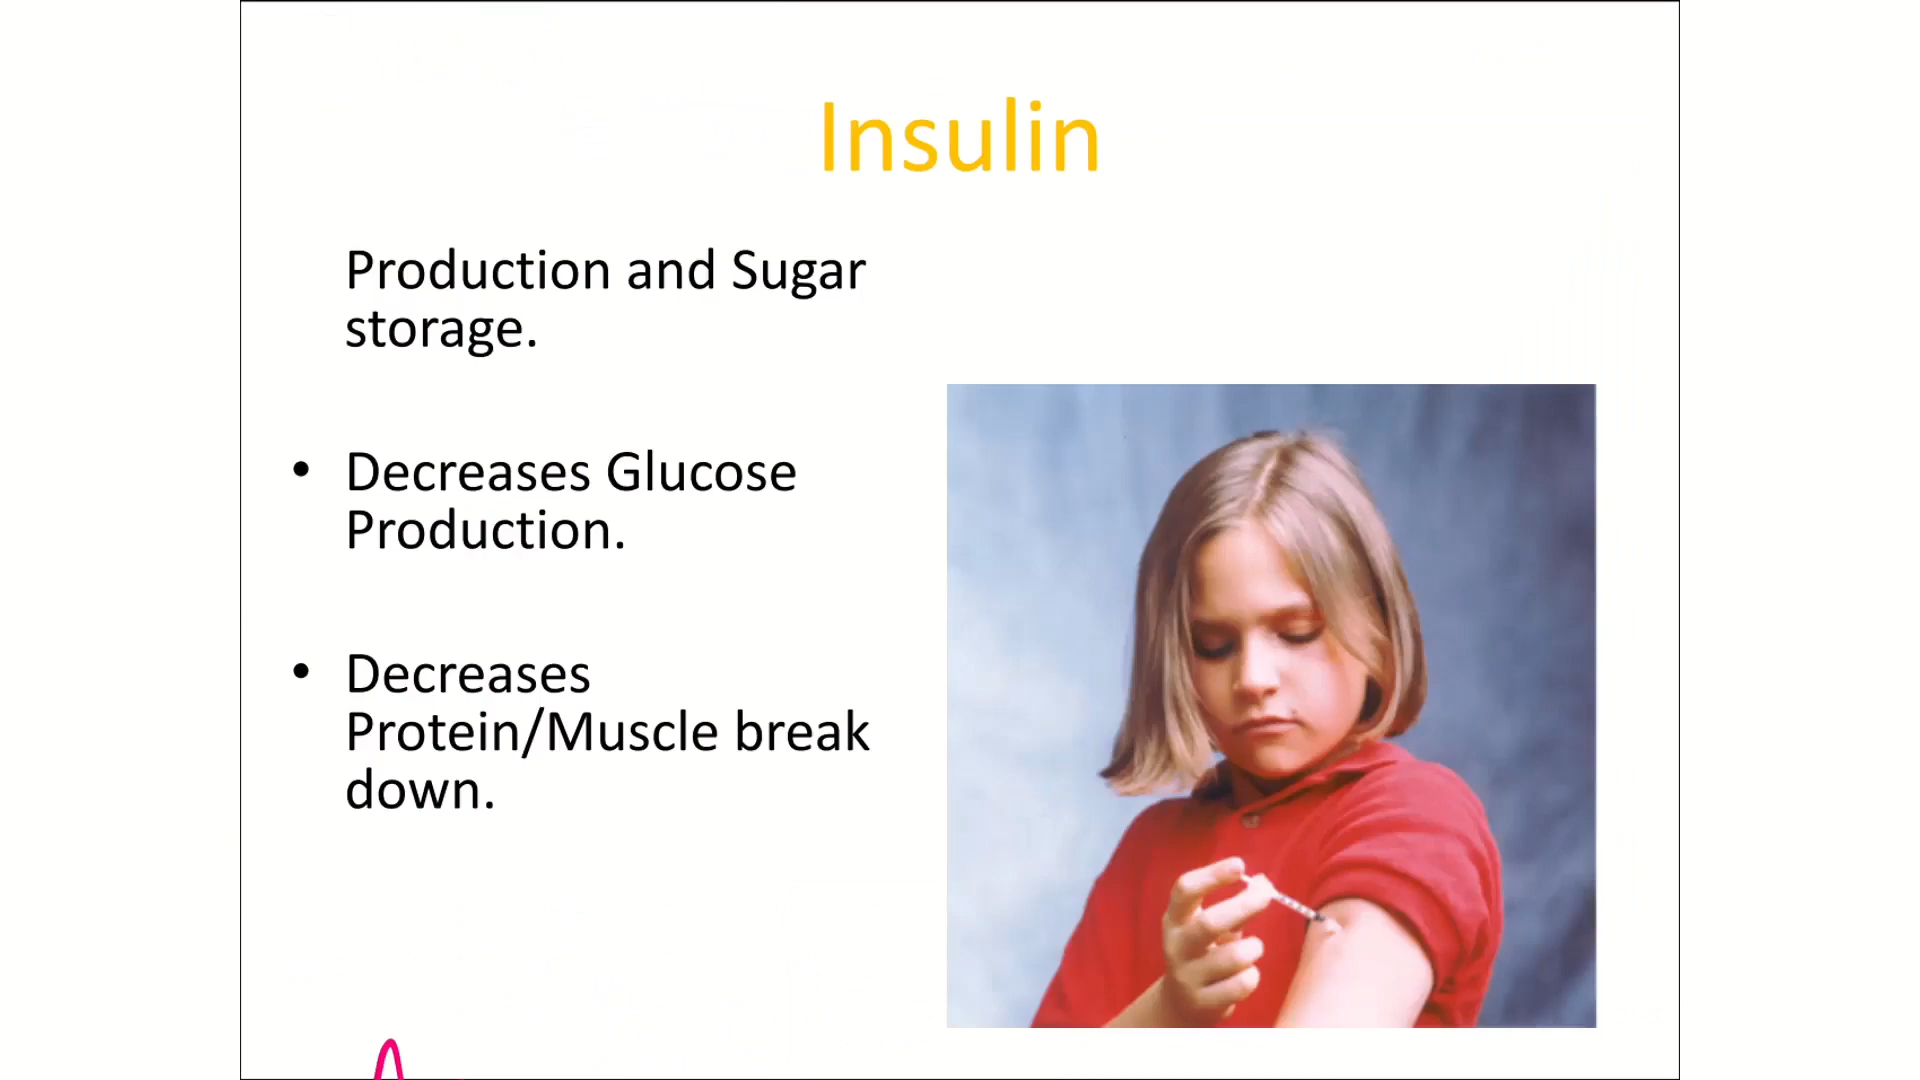 Insulin
Production and Sugar
storage.
• Decreases Glucose
Production.
• Decreases
Protein/Muscle break
down.